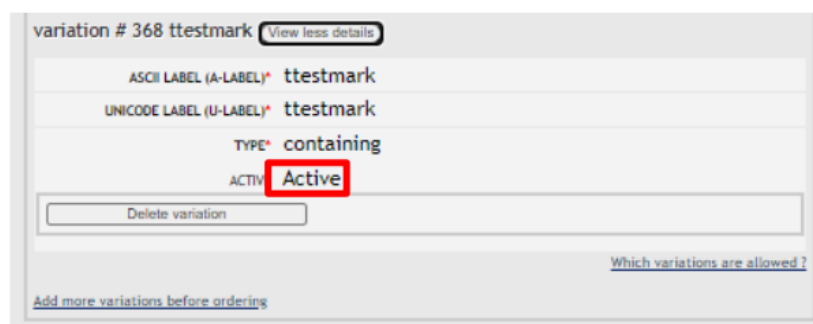 variation # 368 ttestmark View less details
ASCII LABEL (A-LABEL)* ttestmark
UNICODE LABEL (U-LABEL)* ttestmark
TYPE* containing
ACTIV Active
Delete variation
Which variations are allowed ?
Add more variations before ordering